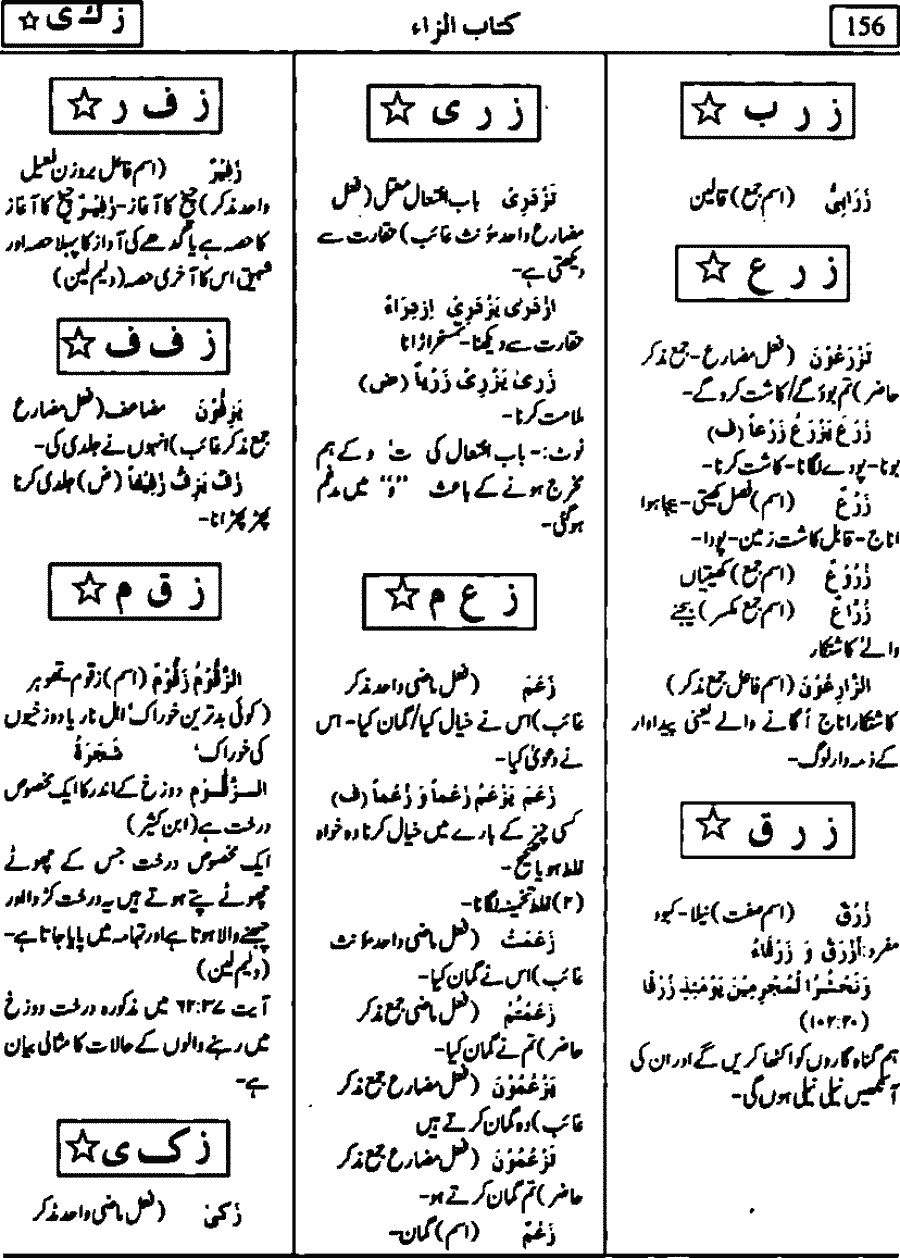 156
کتاب الزاء
ز ک ی ☆
ز ر ب ☆
زَرَابِیُّ (اسم جمع) قالین
ز ر ع ☆
تَزْرَعُوْنَ (فعل مضارع-جمع مذکر
حاضر) تم بوؤ گے/کاشت کرو گے-
زَرَعَ یَزْرَعُ زَرْعاً (ف)
بونا-پودے لگانا-کاشت کرنا-
زَرْعٌ (اسم) فصل کھیتی-بیجا ہوا
اناج-قابل کاشت زمین-پودا-
زُرُوْعٌ (اسم جمع) کھیتیاں
زُرَّاعٌ (اسم جمع مکسر) بیجنے
والے' کاشتکار
الزَّارِعُوْنَ (اسم فاعل جمع مذکر)
کاشتکار اناج اُگانے والے یعنی پیداوار
کے ذمہ دار لوگ-
ز ر ق ☆
زُرْقٌ (اسم صفت) نیلا-کبود
مفرد: اَزْرَقُ وَ زَرْقَاءُ
وَنَحْشُرُا لْمُجْرِمِیْنَ یَوْمَئِذٍ زُرْقًا
(۱۰۲:۲۰)
ہم گناہ گاروں کو اکٹھا کریں گے اور ان کی
آنکھیں نیلی نیلی ہوں گی-
ز ر ی ☆
تَزْدَرِیْ باب افتعال معتل (فعل
مضارع واحد مؤنث غائب) حقارت سے
دیکھتی ہے-
اِزْدَرٰی یَزْدَرِیْ اِزْدِرَاءً
حقارت سے دیکھنا-تمسخر اڑانا
زَرٰی یَزْرِیْ زَرْیاً (ض)
ملامت کرنا-
نوٹ:-باب افتعال کی ت' د کے ہم
مخرج ہونے کے باعث "د" میں مدغم
ہوگئی-
ز ع م ☆
زَعَمَ (فعل ماضی واحد مذکر
غائب) اس نے خیال کیا/گمان کیا-اس
نے دعویٰ کیا-
زَعَمَ یَزْعَمُ زَعْماً وَ زُعْماً (ف)
کسی چیز کے بارے میں خیال کرنا وہ خواہ
غلط ہو یا صحیح-
(۲) غلط تخمینہ لگانا-
زَعَمَتْ (فعل ماضی واحد مؤنث
غائب) اس نے گمان کیا-
زَعَمْتُمْ (فعل ماضی جمع مذکر
حاضر) تم نے گمان کیا-
یَزْعُمُوْنَ (فعل مضارع جمع مذکر
غائب) وہ گمان کرتے ہیں
تَزْعُمُوْنَ (فعل مضارع جمع مذکر
حاضر) تم گمان کرتے ہو-
زَعْمٌ (اسم) گمان-
ز ف ر ☆
زَفِیْرٌ (اسم فاعل بروزن فعیل
واحد مذکر) چیخ کا آغاز-زَفِیْرٌ چیخ کا آغاز
کا حصہ ہے یا گدھے کی آواز کا پہلا حصہ اور
شہیق اس کا آخری حصہ (ولیم لین)
ز ف ف ☆
یَزِفُّوْنَ مضاعف (فعل مضارع
جمع مذکر غائب) انہوں نے جلدی کی-
زَفَّ یَزِفُّ زَفِیْفاً (ض) جلدی کرنا
پھڑ پھڑانا-
ز ق م ☆
الزَّقُّوْمُ زَقُّوْمٌ (اسم) زقوم-تھوہر
(کوئی بدترین خوراک' اہل نار یا دوزخیوں
کی خوراک' شَجَرَۃُ
الزَّقُّوْمِ دوزخ کے اندر کا ایک مخصوص
درخت ہے (ابن کثیر)
ایک مخصوص درخت جس کے چھوٹے
چھوٹے پتے ہوتے ہیں یہ درخت کڑوا اور
چبھنے والا ہوتا ہے اور تہامہ میں پایا جاتا ہے-
(ولیم لین)
آیت ۶۲:۳۷ میں مذکورہ درخت دوزخ
میں رہنے والوں کے حالات کا مثالی بیان
ہے-
ز ک ی ☆
زَکٰی (فعل ماضی واحد مذکر